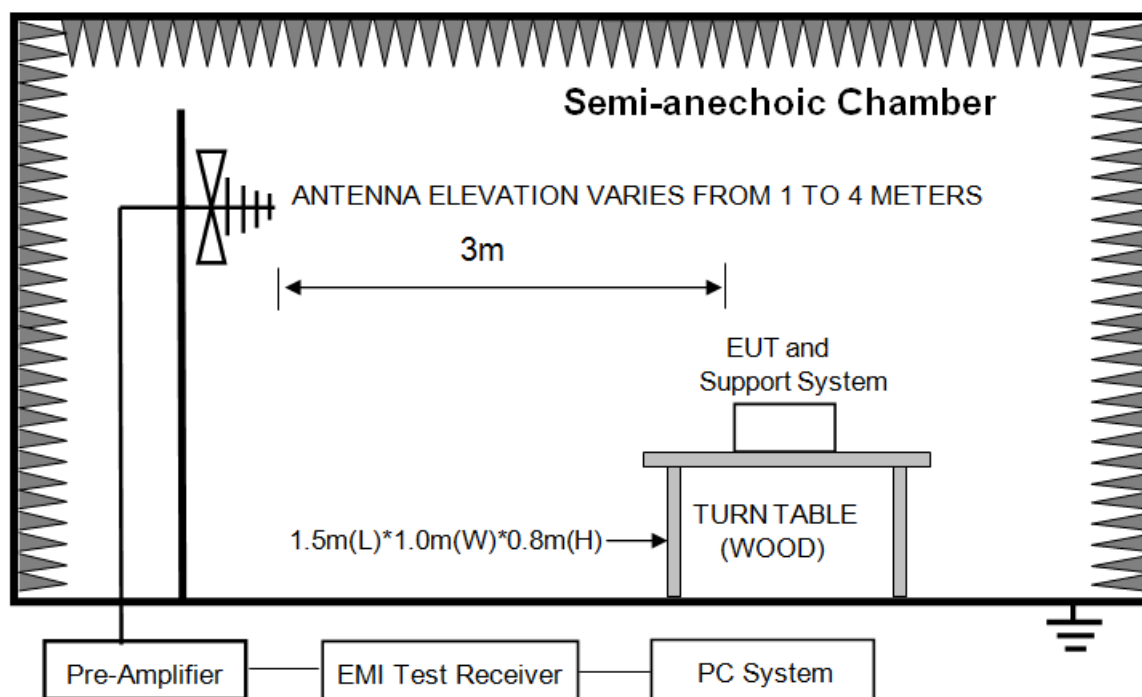 Semi-anechoic Chamber
ANTENNA ELEVATION VARIES FROM 1 TO 4 METERS
3m
EUT and
Support System
1.5m(L)*1.0m(W)*0.8m(H)
TURN TABLE
(WOOD)
Pre-Amplifier
EMI Test Receiver
PC System